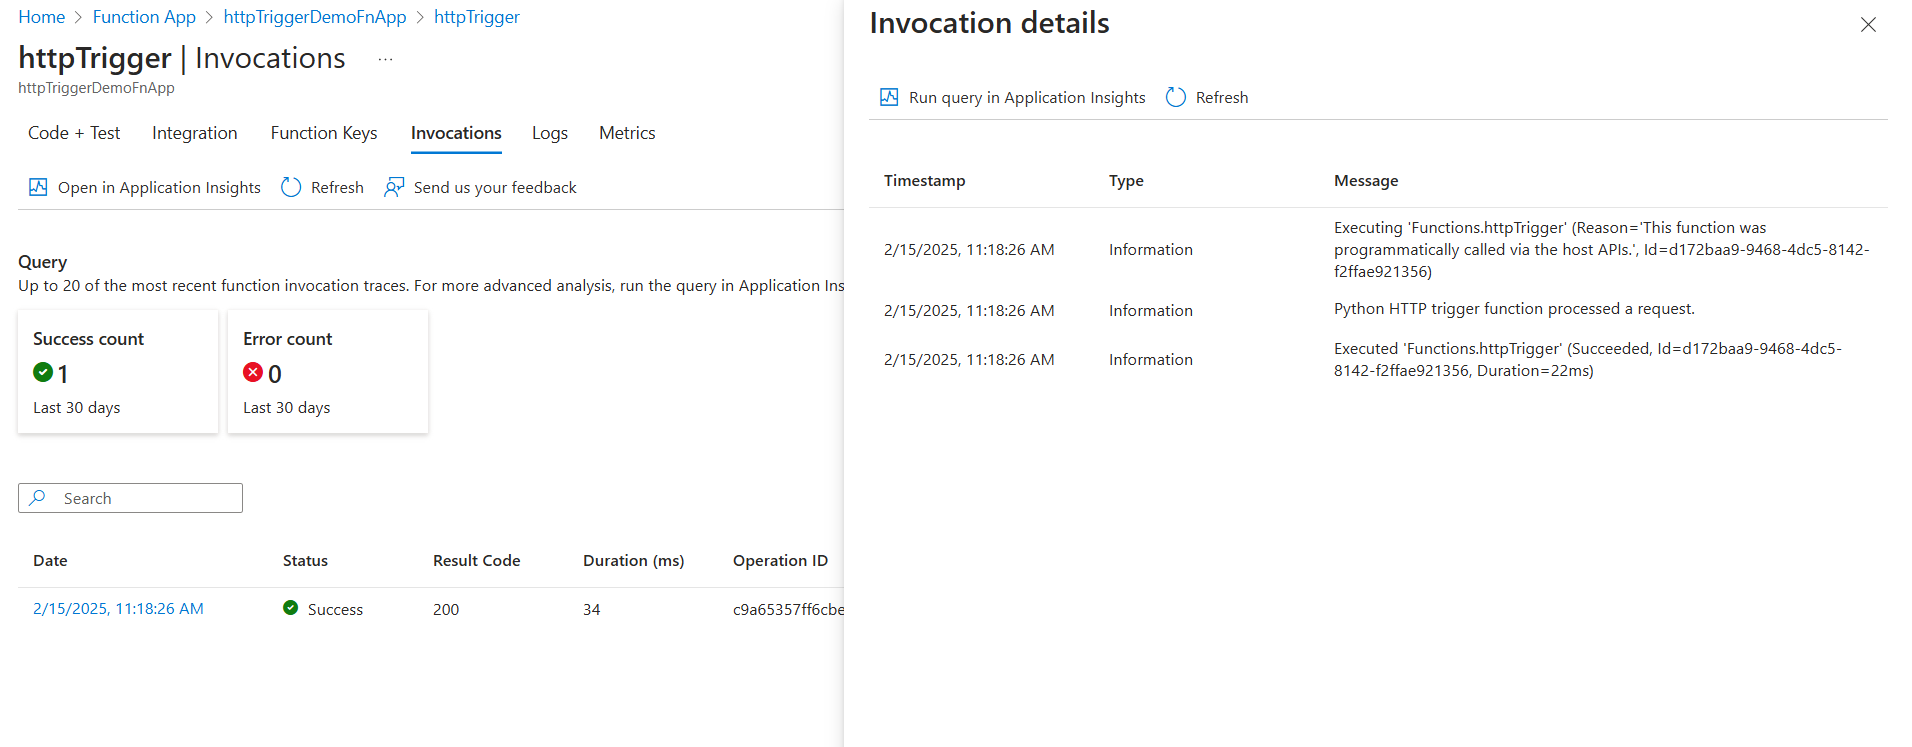 Home > Function App > httpTriggerDemoFnApp > httpTrigger
httpTrigger | Invocations ...
httpTriggerDemoFnApp
Code + Test Integration Function Keys Invocations Logs Metrics
Open in Application Insights Refresh Send us your feedback
Query
Up to 20 of the most recent function invocation traces. For more advanced analysis, run the query in Application Ins
Success count
1
Last 30 days
Error count
0
Last 30 days
Search
Date Status Result Code Duration (ms) Operation ID
2/15/2025, 11:18:26 AM Success 200 34 c9a65357ff6cbe
Invocation details
Run query in Application Insights Refresh
Timestamp Type Message
2/15/2025, 11:18:26 AM Information Executing 'Functions.httpTrigger' (Reason='This function was
programmatically called via the host APIs.', Id=d172baa9-9468-4dc5-8142-
f2ffae921356)
2/15/2025, 11:18:26 AM Information Python HTTP trigger function processed a request.
2/15/2025, 11:18:26 AM Information Executed 'Functions.httpTrigger' (Succeeded, Id=d172baa9-9468-4dc5-
8142-f2ffae921356, Duration=22ms)